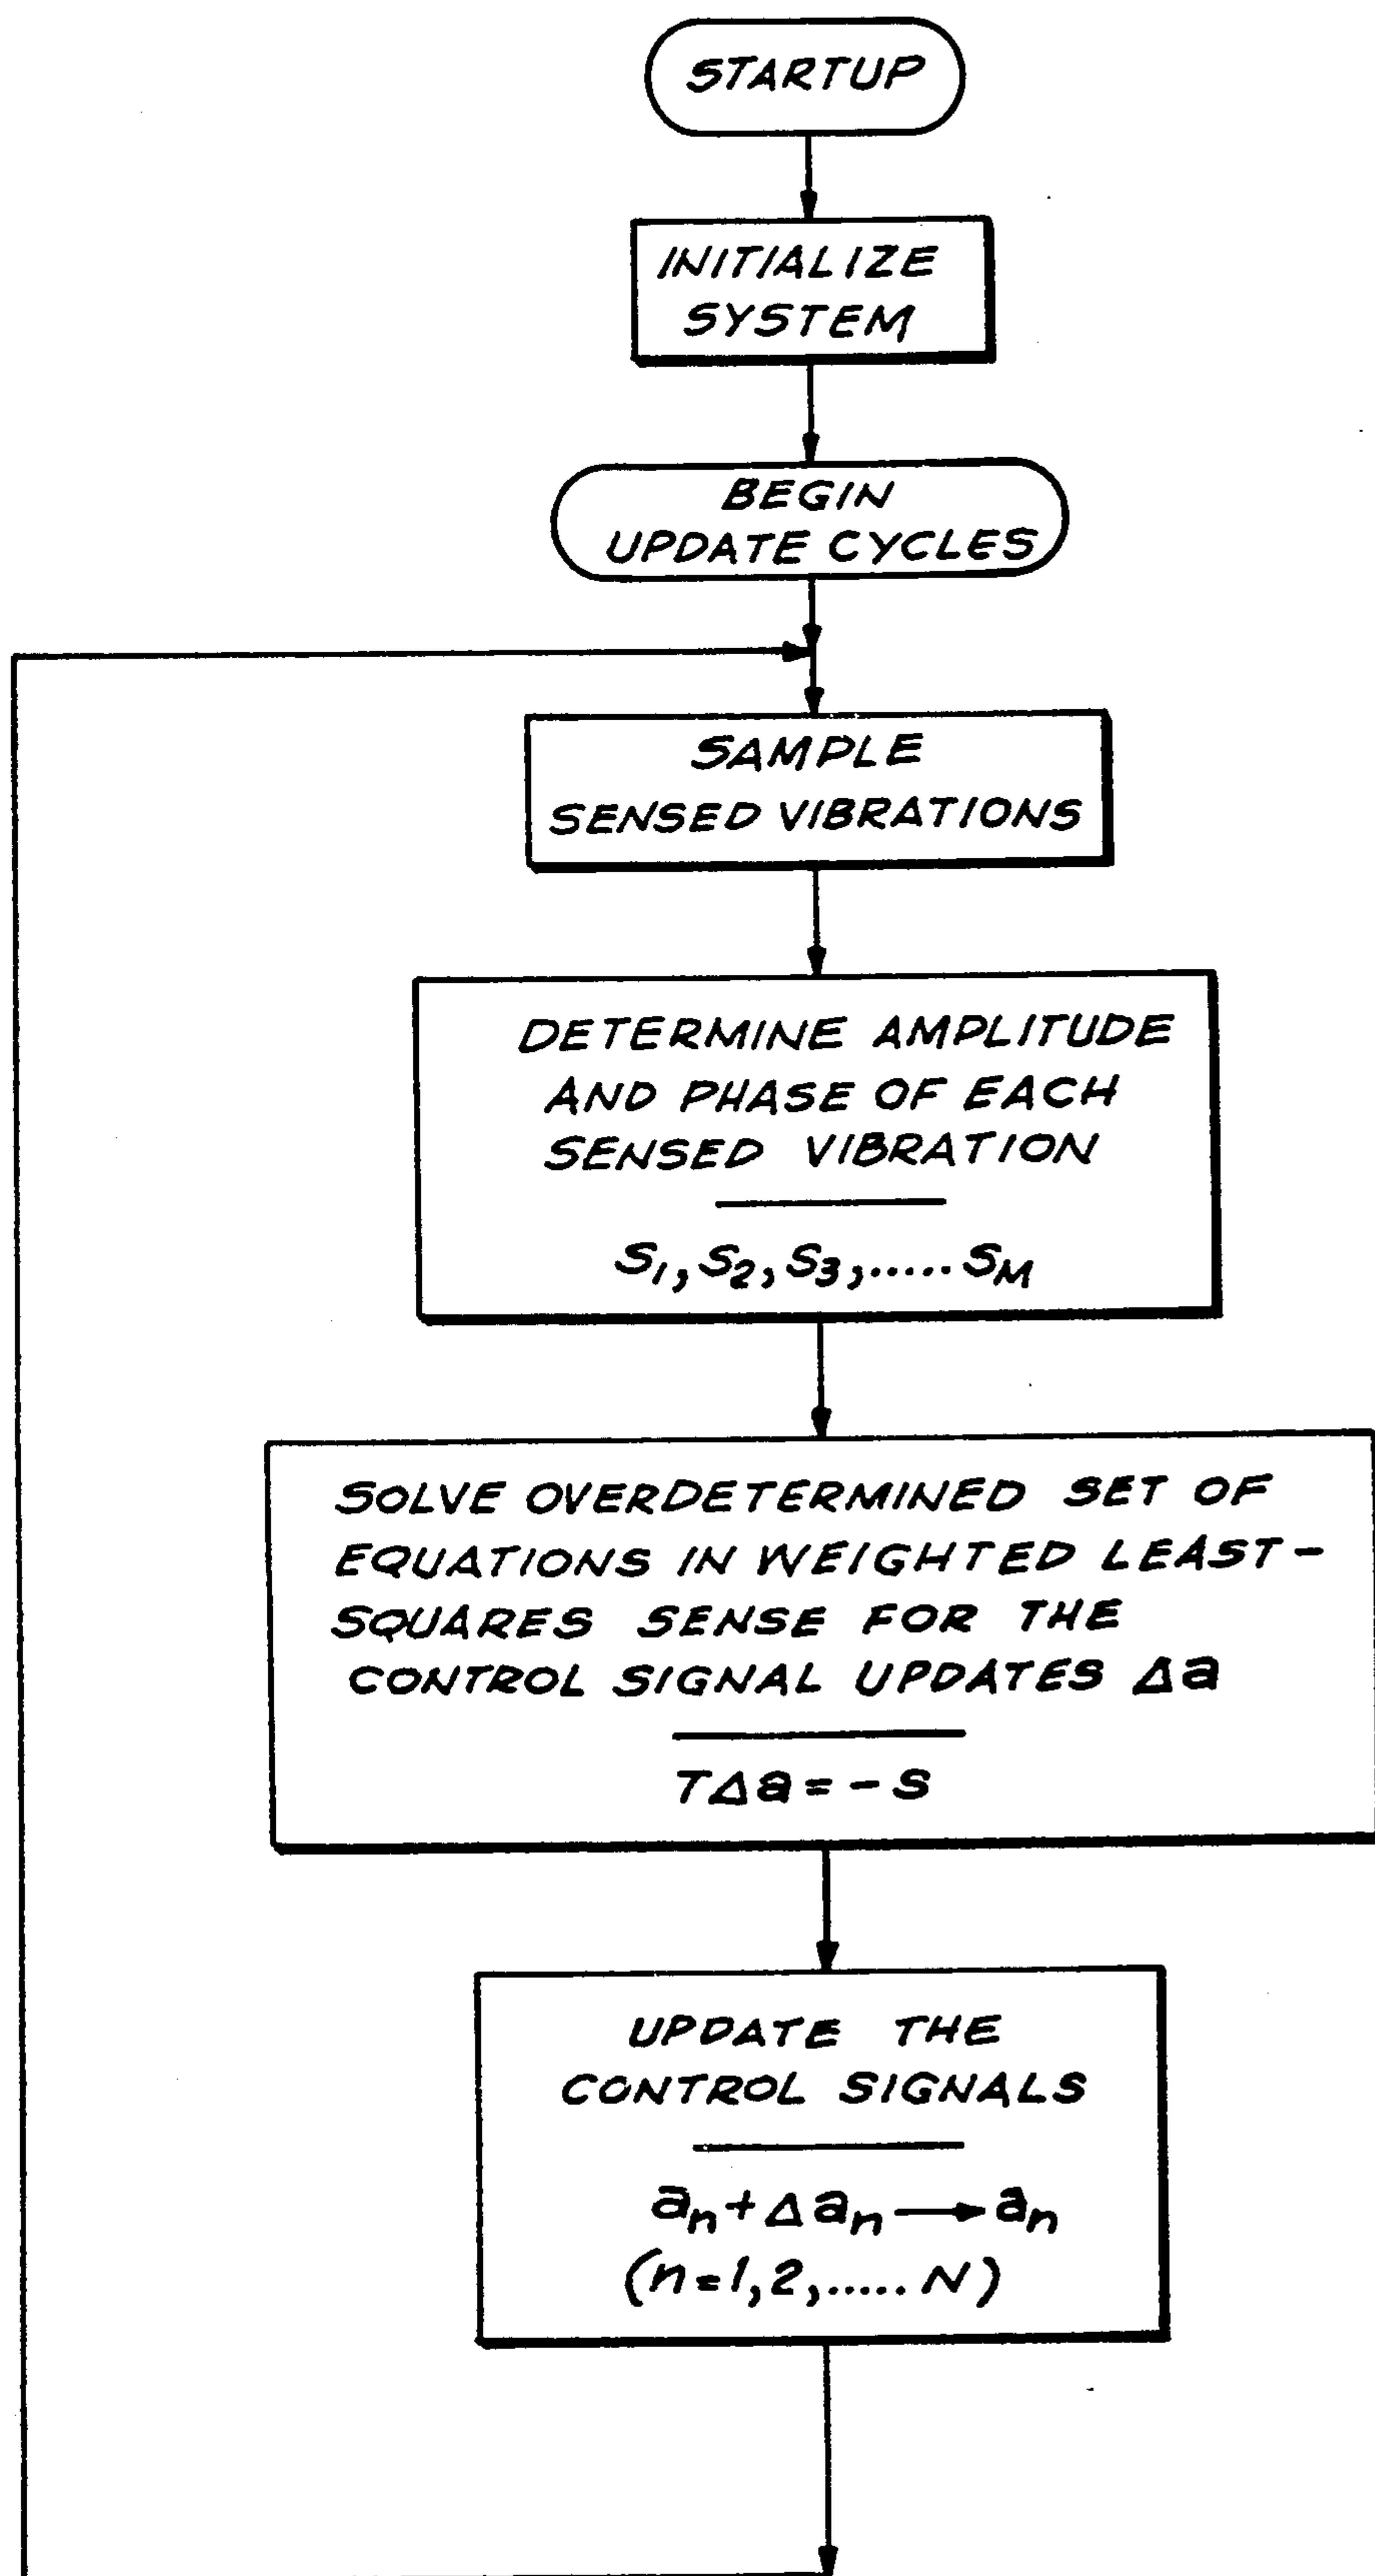 STARTUP
INITIALIZE
SYSTEM
BEGIN
UPDATE CYCLES
SAMPLE
SENSED VIBRATIONS
DETERMINE AMPLITUDE
AND PHASE OF EACH
SENSED VIBRATION
S₁, S₂, S₃, ..... S_M
SOLVE OVERDETERMINED SET OF
EQUATIONS IN WEIGHTED LEAST-
SQUARES SENSE FOR THE
CONTROL SIGNAL UPDATES Δa
TΔa = - S
UPDATE THE
CONTROL SIGNALS
aₙ + Δaₙ → aₙ
(n = 1, 2, ..... N)